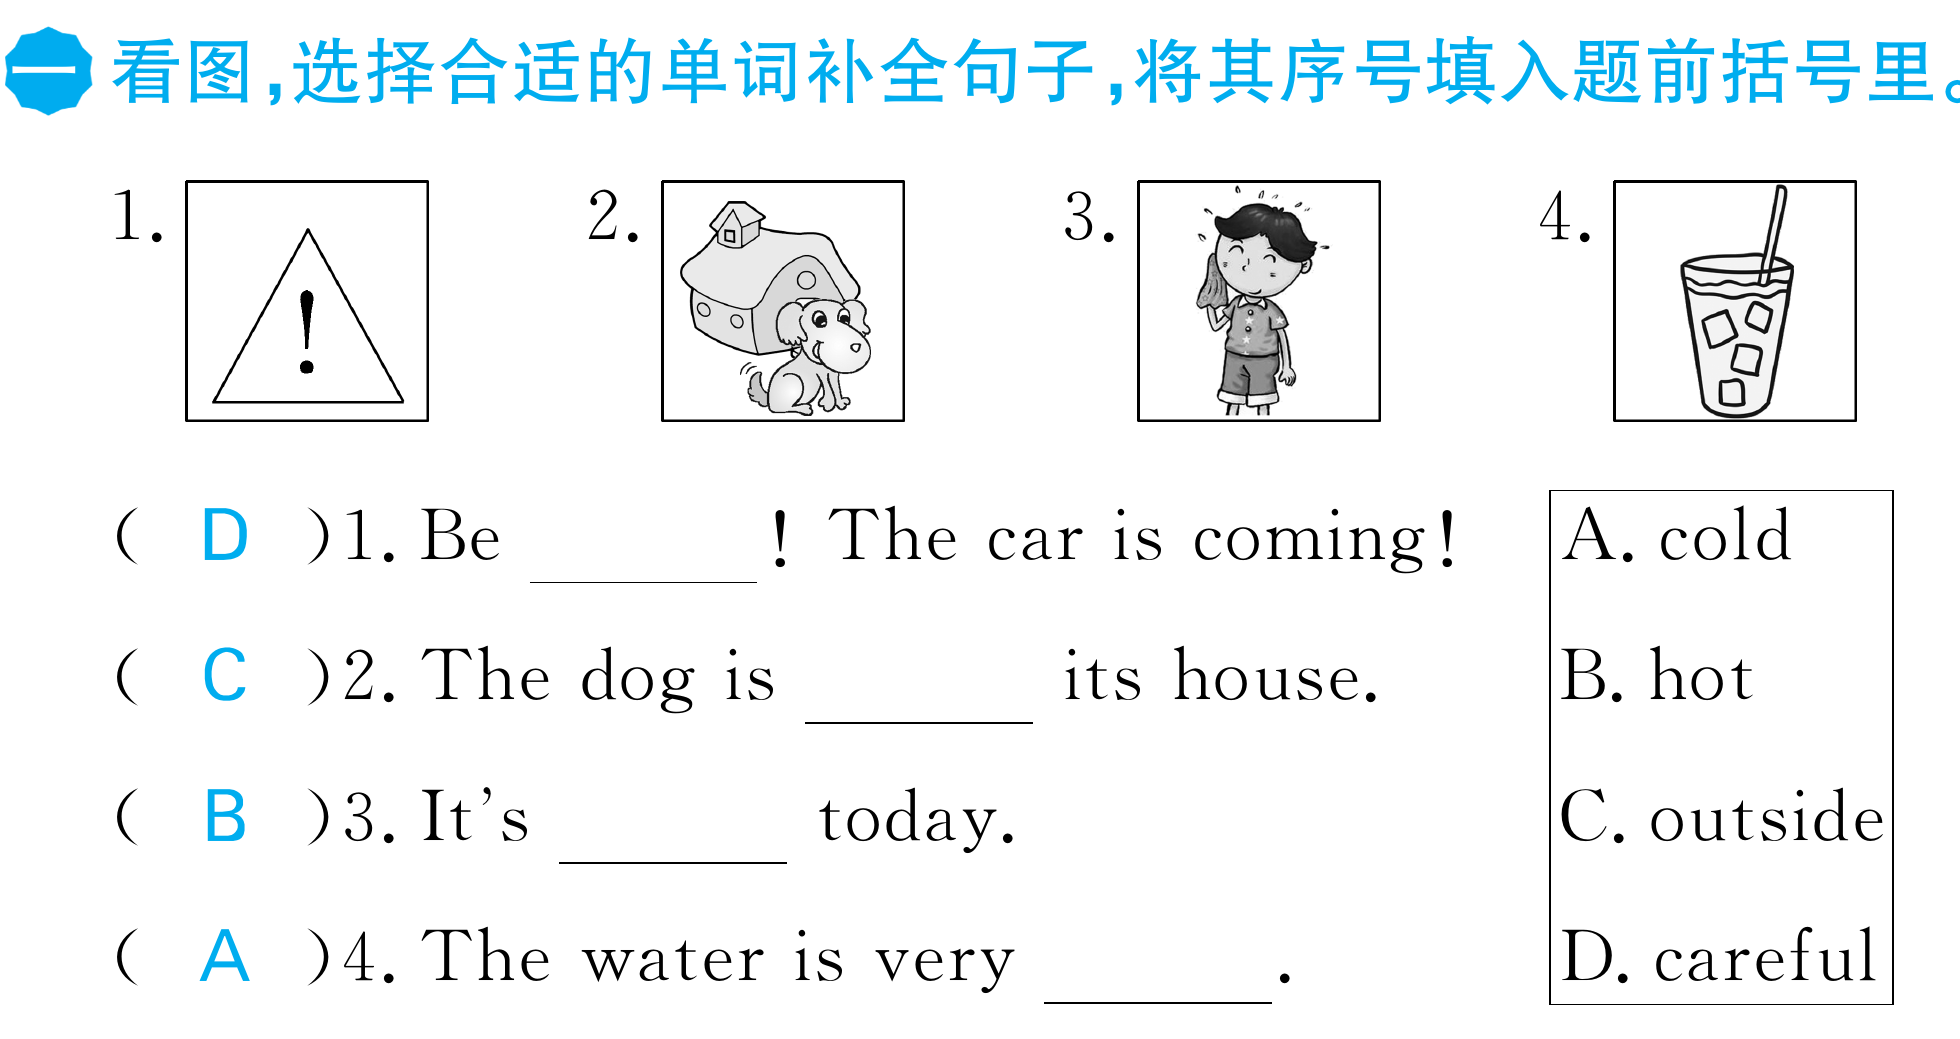 一 看图,选择合适的单词补全句子,将其序号填入题前括号里。
1. 2. 3. 4.
( D )1. Be ______! The car is coming!
( C )2. The dog is ______ its house.
( B )3. It's ______ today.
( A )4. The water is very ______.
A. cold
B. hot
C. outside
D. careful